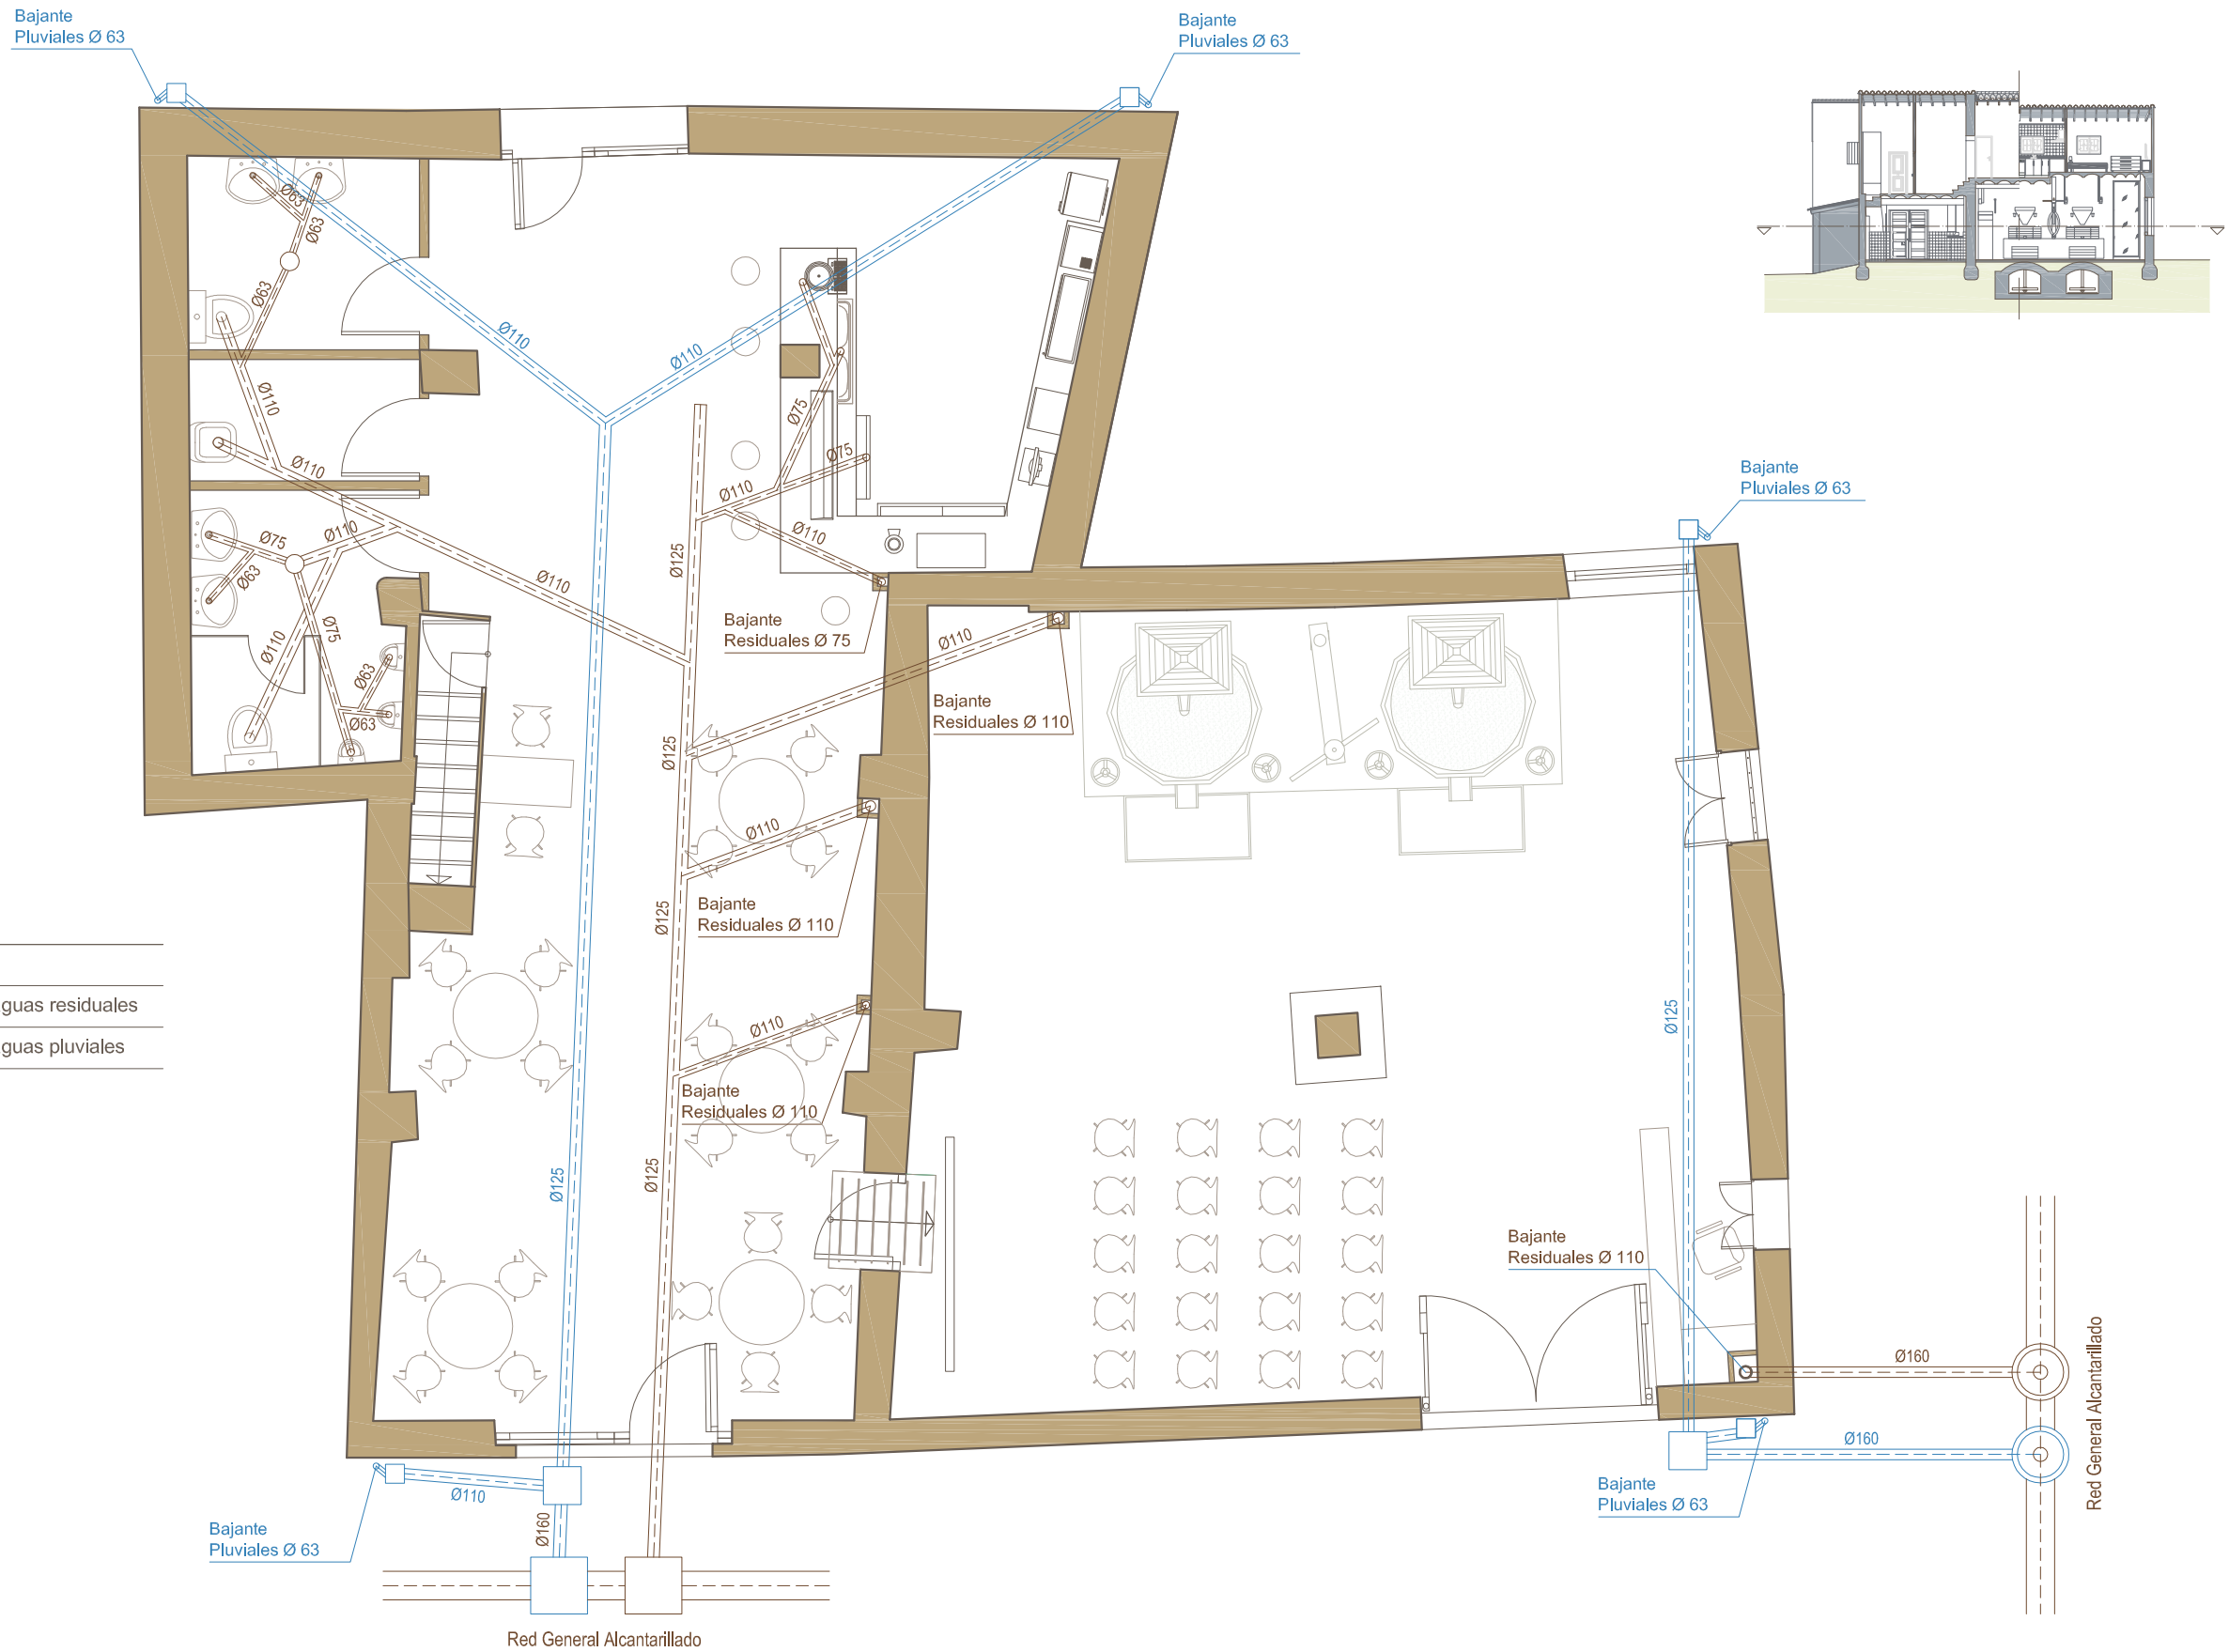 Bajante
Pluviales Ø 63
Bajante
Pluviales Ø 63
Ø63
Ø63
Ø63
Ø110
Ø110
Ø110
Ø110
Ø75
Ø75
Ø110
Ø110
Bajante
Pluviales Ø 63
Ø75
Ø110
Ø63
Ø110
Ø125
Ø75
Ø110
Ø63
Ø63
Bajante
Residuales Ø 75
Ø110
Bajante
Residuales Ø 110
Ø125
Ø110
Bajante
Residuales Ø 110
Ø125
guas residuales
guas pluviales
Ø110
Ø125
Bajante
Residuales Ø 110
Ø125
Ø125
Bajante
Residuales Ø 110
Ø160
Red General Alcantarillado
Ø160
Ø110
Bajante
Pluviales Ø 63
Bajante
Pluviales Ø 63
Ø160
Red General Alcantarillado